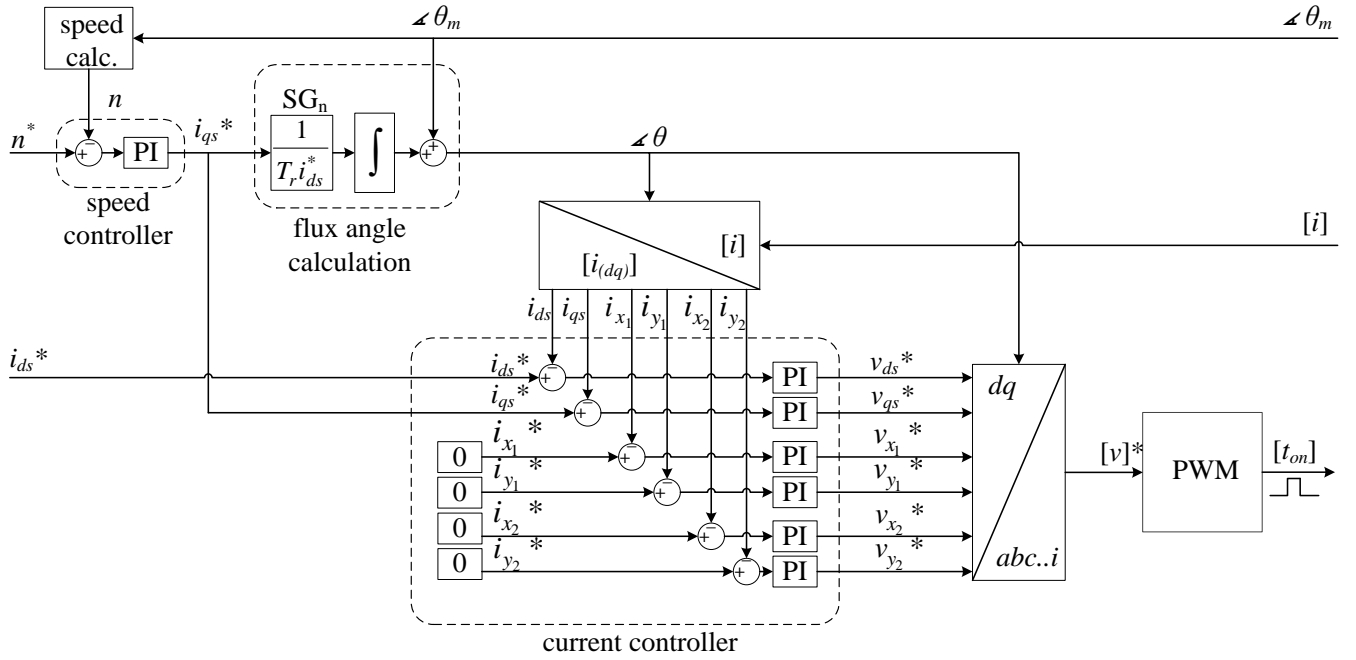 speed
calc.
∡ θm
∡ θm
n
n*
− +
PI
iqs*
SGn
1
Tr i*ds
∫
+ +
∡ θ
speed
controller
flux angle
calculation
[i]
[i(dq)]
[i]
ids iqs ix1 iy1 ix2 iy2
ids*
ids*
− +
PI
vds*
iqs*
− +
PI
vqs*
0
ix1*
− +
PI
vx1*
0
iy1*
− +
PI
vy1*
0
ix2*
− +
PI
vx2*
0
iy2*
− +
PI
vy2*
dq
abc..i
[v]*
PWM
[ton]
current controller